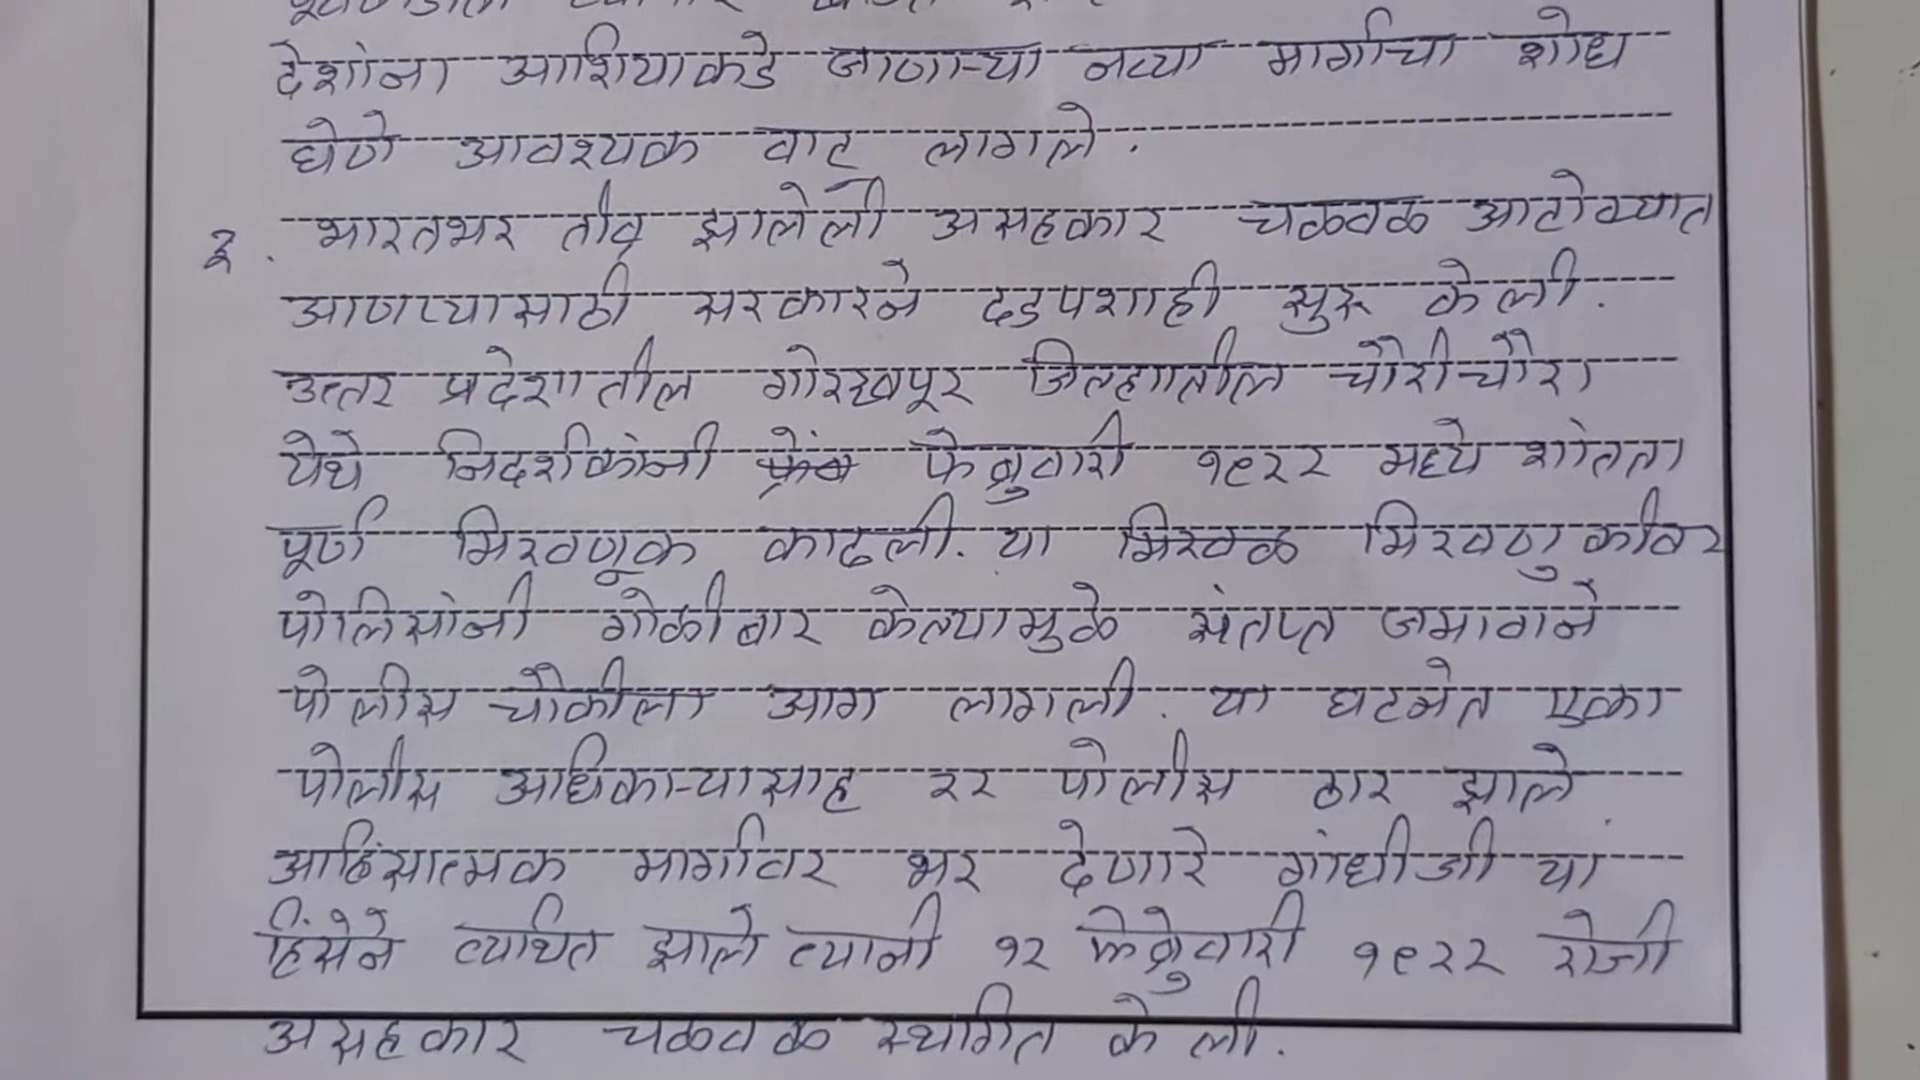 देशांना आशियाकडे जाणाऱ्या नव्या मार्गाचा शोध
घेणे आवश्यक वाटू लागले.
२. भारतभर तीव्र झालेली असहकार चळवळ आटोक्यात
आणण्यासाठी सरकारने दडपशाही सुरू केली.
उत्तर प्रदेशातील गोरखपूर जिल्ह्यातील चौरीचौरा
येथे निदर्शकांनी फेब्रुवारी १९२२ मध्ये शांतता
पूर्ण मिरवणूक काढली. या मिरवळ मिरवणुकीवर
पोलिसांनी गोळीबार केल्यामुळे संतप्त जमावाने
पोलीस चौकीला आग लागली. या घटनेत एका
पोलीस अधिकाऱ्यासाह २२ पोलीस ठार झाले.
अहिंसात्मक मार्गावर भर देणारे गांधीजी या
हिंसेने व्यथित झाले त्यानी १२ फेब्रुवारी १९२२ रोजी
असहकार चळवळ स्थगित केली.